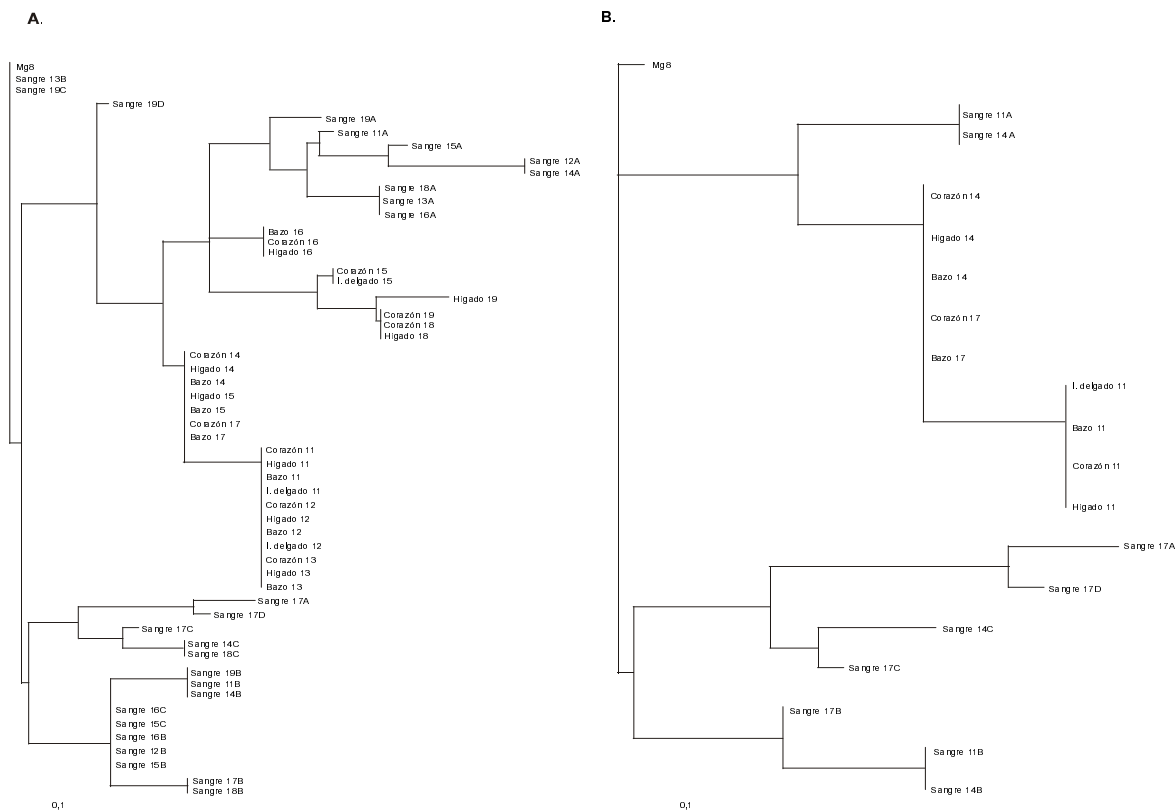 A.
Mg8
Sangre 13B
Sangre 19C
Sangre 19D
Sangre 19A
Sangre 11A
Sangre 15A
Sangre 12A
Sangre 14A
Sangre 18A
Sangre 13A
Sangre 16A
Bazo 16
Corazón 16
Hígado 16
Corazón 15
I. delgado 15
Hígado 19
Corazón 19
Corazón 18
Hígado 18
Corazón 14
Hígado 14
Bazo 14
Hígado 15
Bazo 15
Corazón 17
Bazo 17
Corazón 11
Hígado 11
Bazo 11
I. delgado 11
Corazón 12
Hígado 12
Bazo 12
I. delgado 12
Corazón 13
Hígado 13
Bazo 13
Sangre 17A
Sangre 17D
Sangre 17C
Sangre 14C
Sangre 18C
Sangre 19B
Sangre 11B
Sangre 14B
Sangre 16C
Sangre 15C
Sangre 16B
Sangre 12B
Sangre 15B
Sangre 17B
Sangre 18B
0,1
B.
Mg8
Sangre 11A
Sangre 14A
Corazón 14
Hígado 14
Bazo 14
Corazón 17
Bazo 17
I. delgado 11
Bazo 11
Corazón 11
Hígado 11
Sangre 17A
Sangre 17D
Sangre 14C
Sangre 17C
Sangre 17B
Sangre 11B
Sangre 14B
0,1